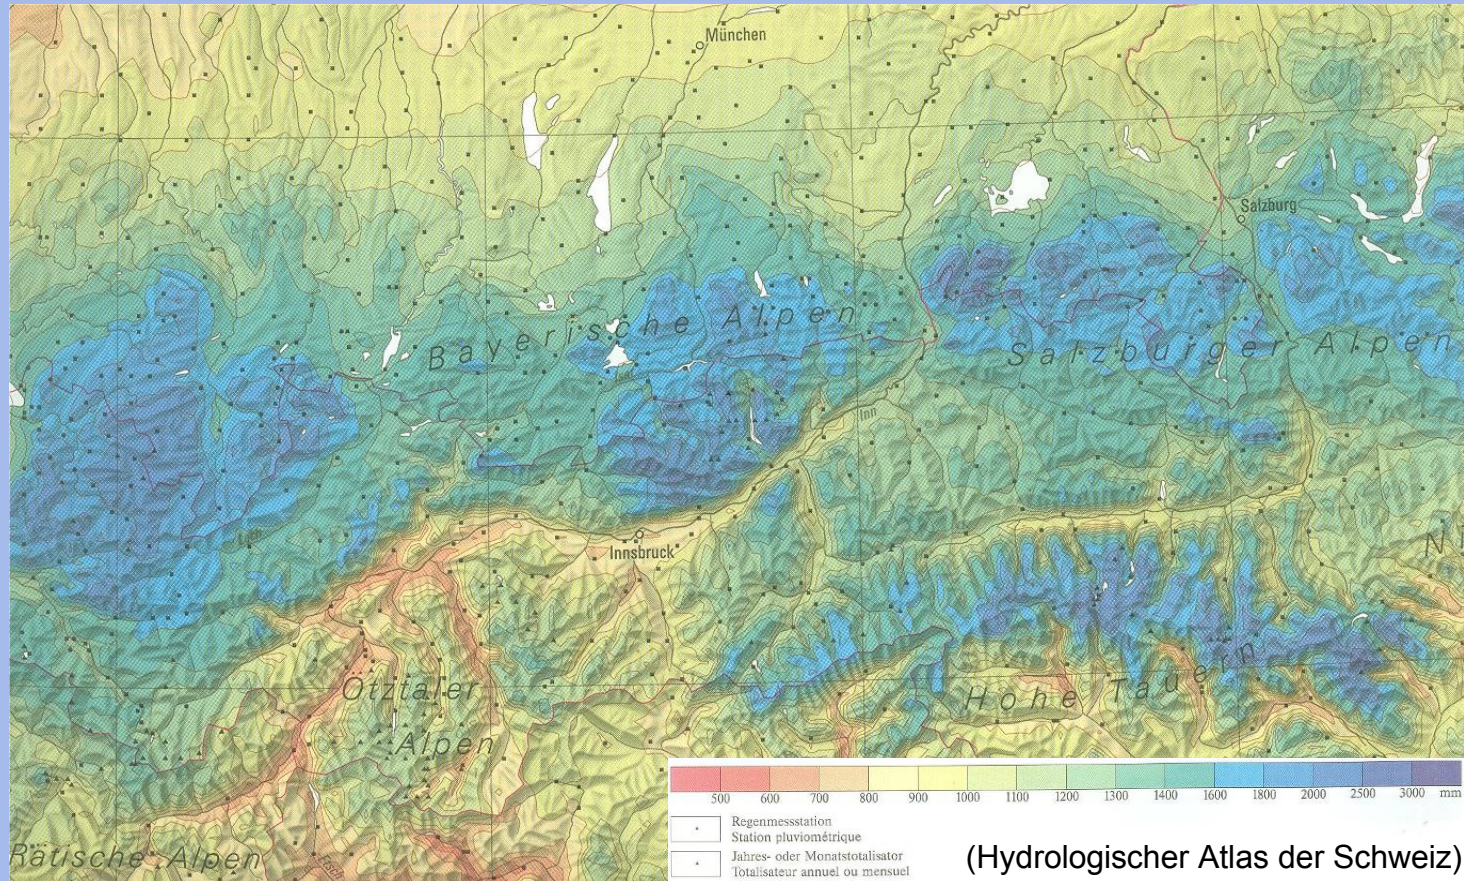 München
Salzburg
Bayerische Alpen
Salzburger Alpen
Inn
Lech
Innsbruck
Ötztaler
Alpen
Hohe Tauern
Rätische Alpen
Etsch
500 600 700 800 900 1000 1100 1200 1300 1400 1600 1800 2000 2500 3000 mm
Regenmessstation
Station pluviométrique
Jahres- oder Monatstotalisator
Totalisateur annuel ou mensuel
(Hydrologischer Atlas der Schweiz)